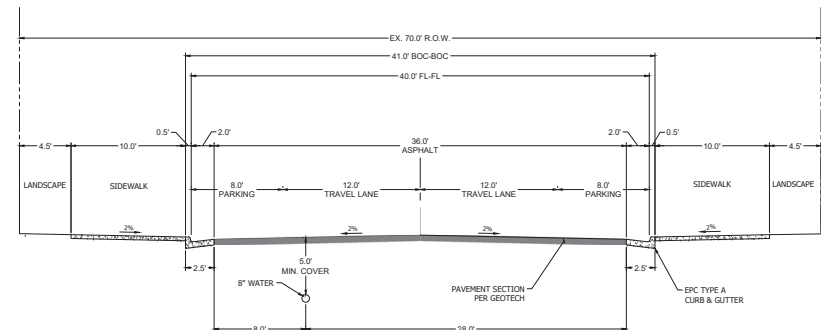 EX. 70.0' R.O.W.
41.0' BOC-BOC
40.0' FL-FL
0.5'
2.0'
2.0'
0.5'
4.5'
10.0'
36.0'
ASPHALT
10.0'
4.5'
LANDSCAPE
SIDEWALK
8.0'
PARKING
12.0'
TRAVEL LANE
12.0'
TRAVEL LANE
8.0'
PARKING
SIDEWALK
LANDSCAPE
2%
2%
2%
2%
2.5'
5.0'
MIN. COVER
8" WATER
PAVEMENT SECTION
PER GEOTECH
2.5'
EPC TYPE A
CURB & GUTTER
8.0'
28.0'